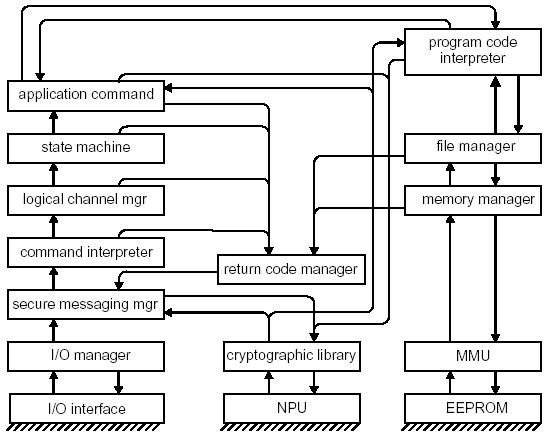 program code
interpreter
application command
state machine
file manager
logical channel mgr
memory manager
command interpreter
return code manager
secure messaging mgr
I/O manager
cryptographic library
MMU
I/O interface
NPU
EEPROM